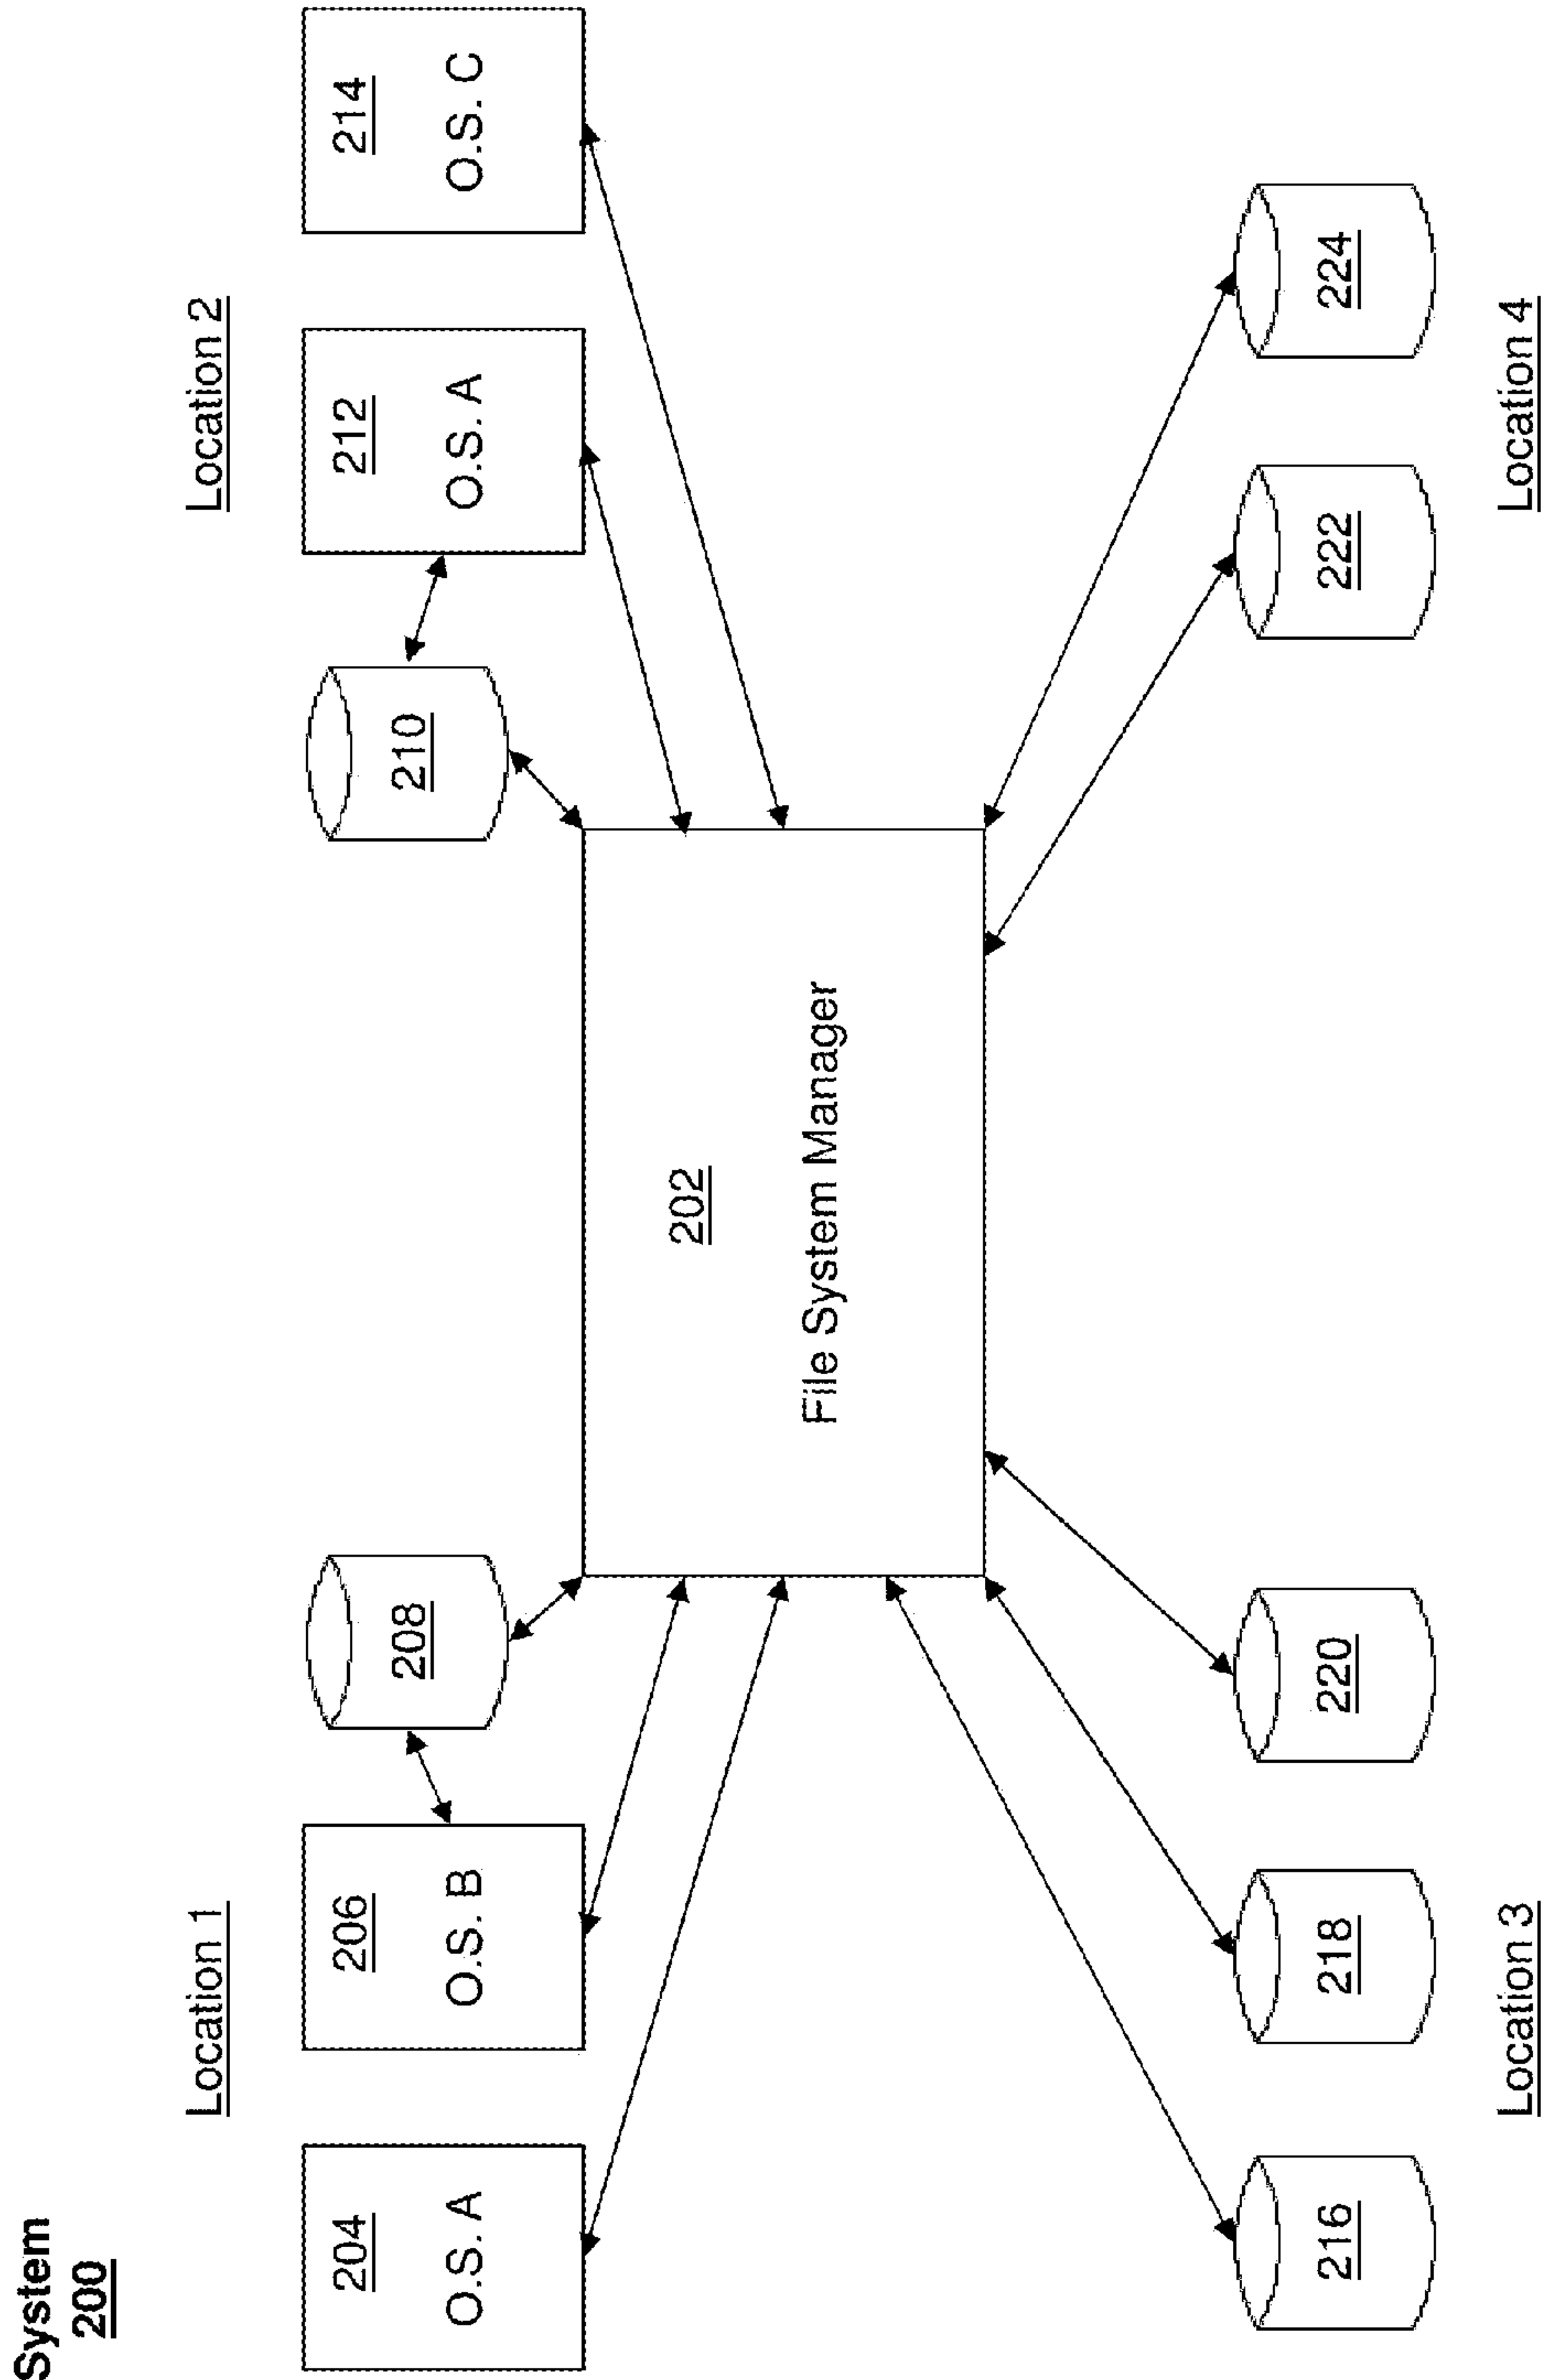 System
200
Location 1
Location 2
204
O.S. A
206
O.S. B
208
210
212
O.S. A
214
O.S. C
202
File System Manager
216
218
220
222
224
Location 3
Location 4